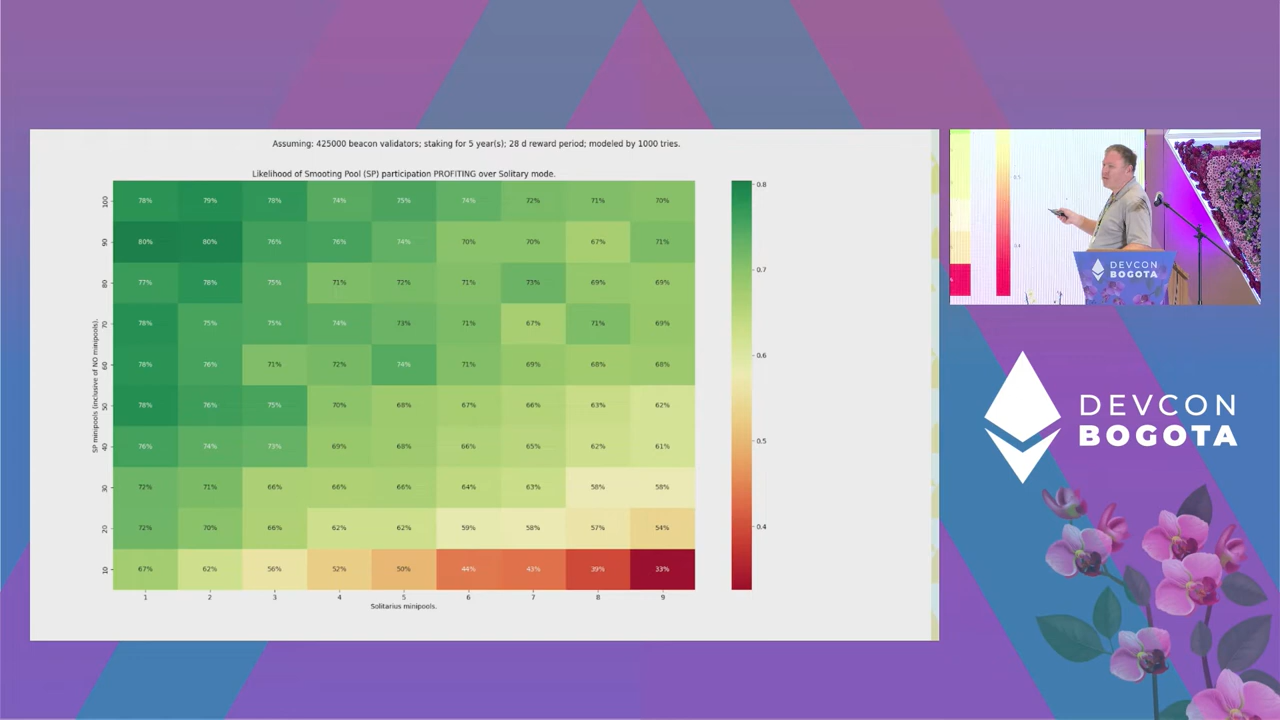 Assuming: 425000 beacon validators; staking for 5 year(s); 28 d reward period; modeled by 1000 tries.
Likelihood of Smooting Pool (SP) participation PROFITING over Solitary mode.
100 78% 79% 78% 74% 75% 74% 72% 71% 70%
90 80% 80% 76% 76% 74% 70% 70% 67% 71%
80 77% 78% 75% 71% 72% 71% 73% 69% 69%
70 78% 75% 75% 74% 73% 71% 67% 71% 69%
60 78% 76% 71% 72% 74% 71% 69% 68% 68%
50 78% 76% 75% 70% 68% 67% 66% 63% 62%
40 76% 74% 73% 69% 68% 66% 65% 62% 61%
30 72% 71% 66% 66% 66% 64% 63% 58% 58%
20 72% 70% 66% 62% 62% 59% 58% 57% 54%
10 67% 62% 56% 52% 50% 44% 43% 39% 33%
1 2 3 4 5 6 7 8 9
Solitarius minipools.
SP minipools (inclusive of NO minipools).
0.8
0.7
0.6
0.5
0.4
DEVCON
BOGOTA
DEVCON
BOGOTA